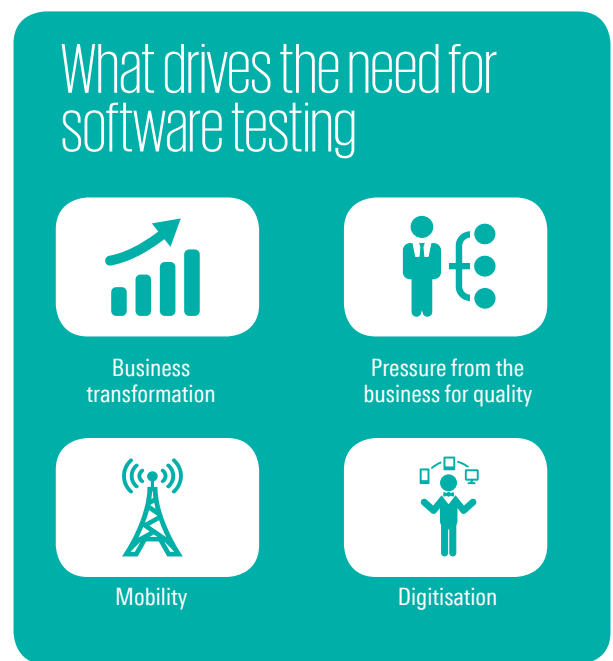 What drives the need for
software testing
Business
transformation
Pressure from the
business for quality
Mobility
Digitisation